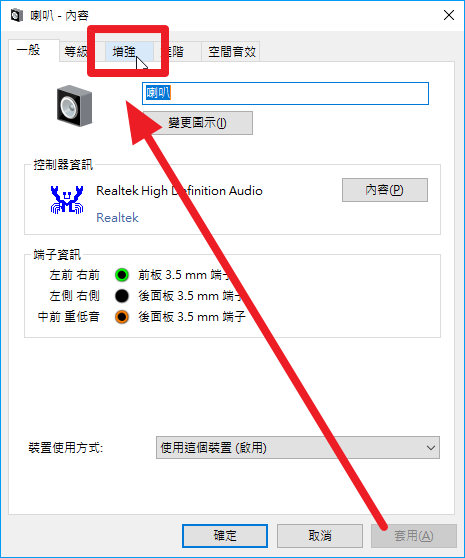 喇叭 - 內容
一般 等級 增強 進階 空間音效
喇叭
變更圖示(I)
控制器資訊
Realtek High Definition Audio
內容(P)
Realtek
端子資訊
左前 右前 前板 3.5 mm 端子
左側 右側 後面板 3.5 mm 端子
中前 重低音 後面板 3.5 mm 端子
裝置使用方式:
使用這個裝置 (啟用)
確定 取消 套用(A)